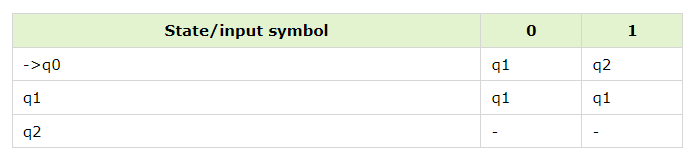 State/input symbol 0 1
->q0 q1 q2
q1 q1 q1
q2 - -